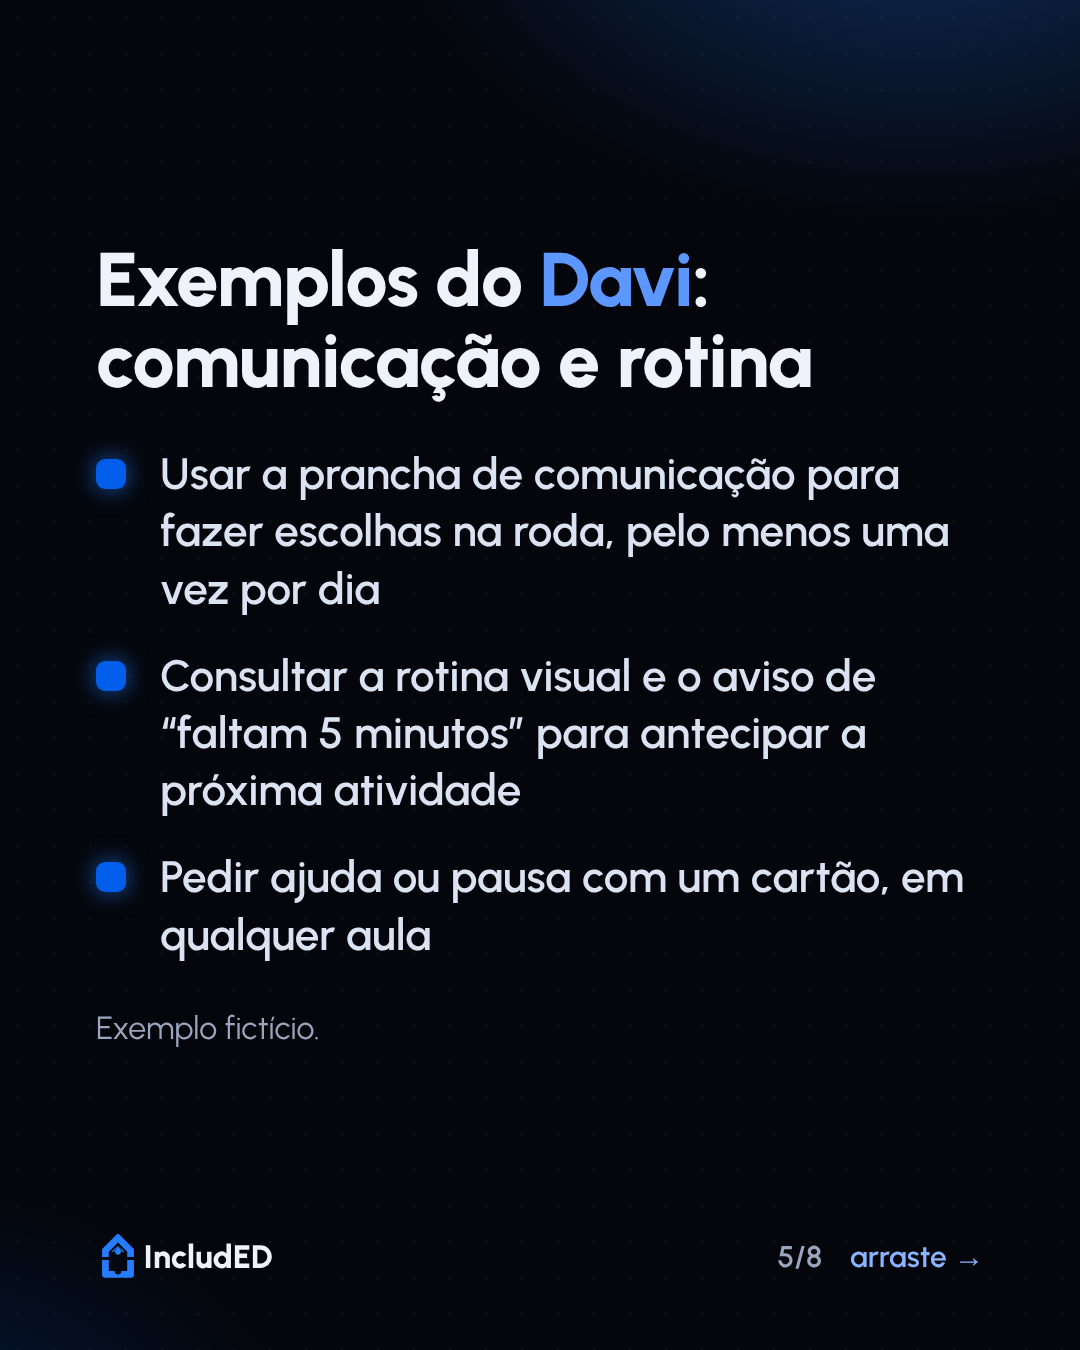 Exemplos do Davi:
comunicação e rotina
Usar a prancha de comunicação para
fazer escolhas na roda, pelo menos uma
vez por dia
Consultar a rotina visual e o aviso de
“faltam 5 minutos” para antecipar a
próxima atividade
Pedir ajuda ou pausa com um cartão, em
qualquer aula
Exemplo fictício.
IncludED
5/8 arraste →